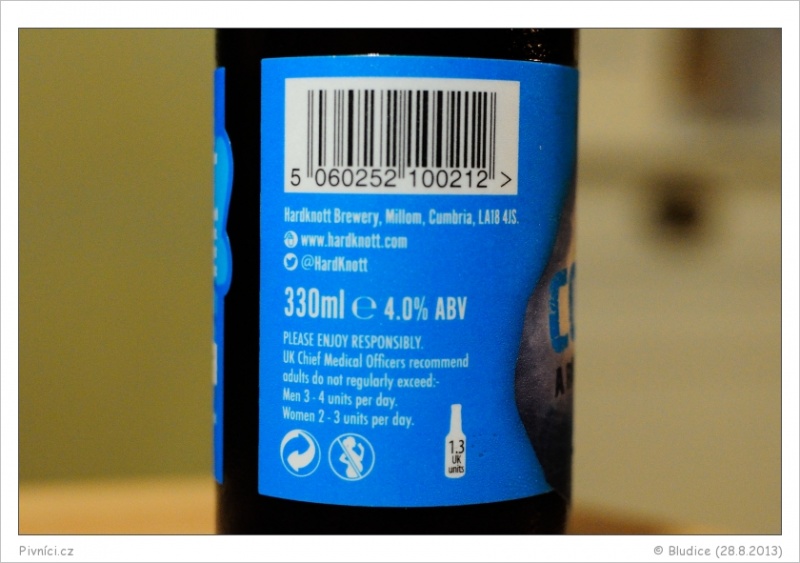 5 060252 100212 >
Hardknott Brewery, Millom, Cumbria, LA18 4JS.
www.hardknott.com
@HardKnott
330ml ℮ 4.0% ABV
PLEASE ENJOY RESPONSIBLY.
UK Chief Medical Officers recommend
adults do not regularly exceed:-
Men 3 - 4 units per day.
Women 2 - 3 units per day.
1.3
UK
units
Pivníci.cz
© Bludice (28.8.2013)